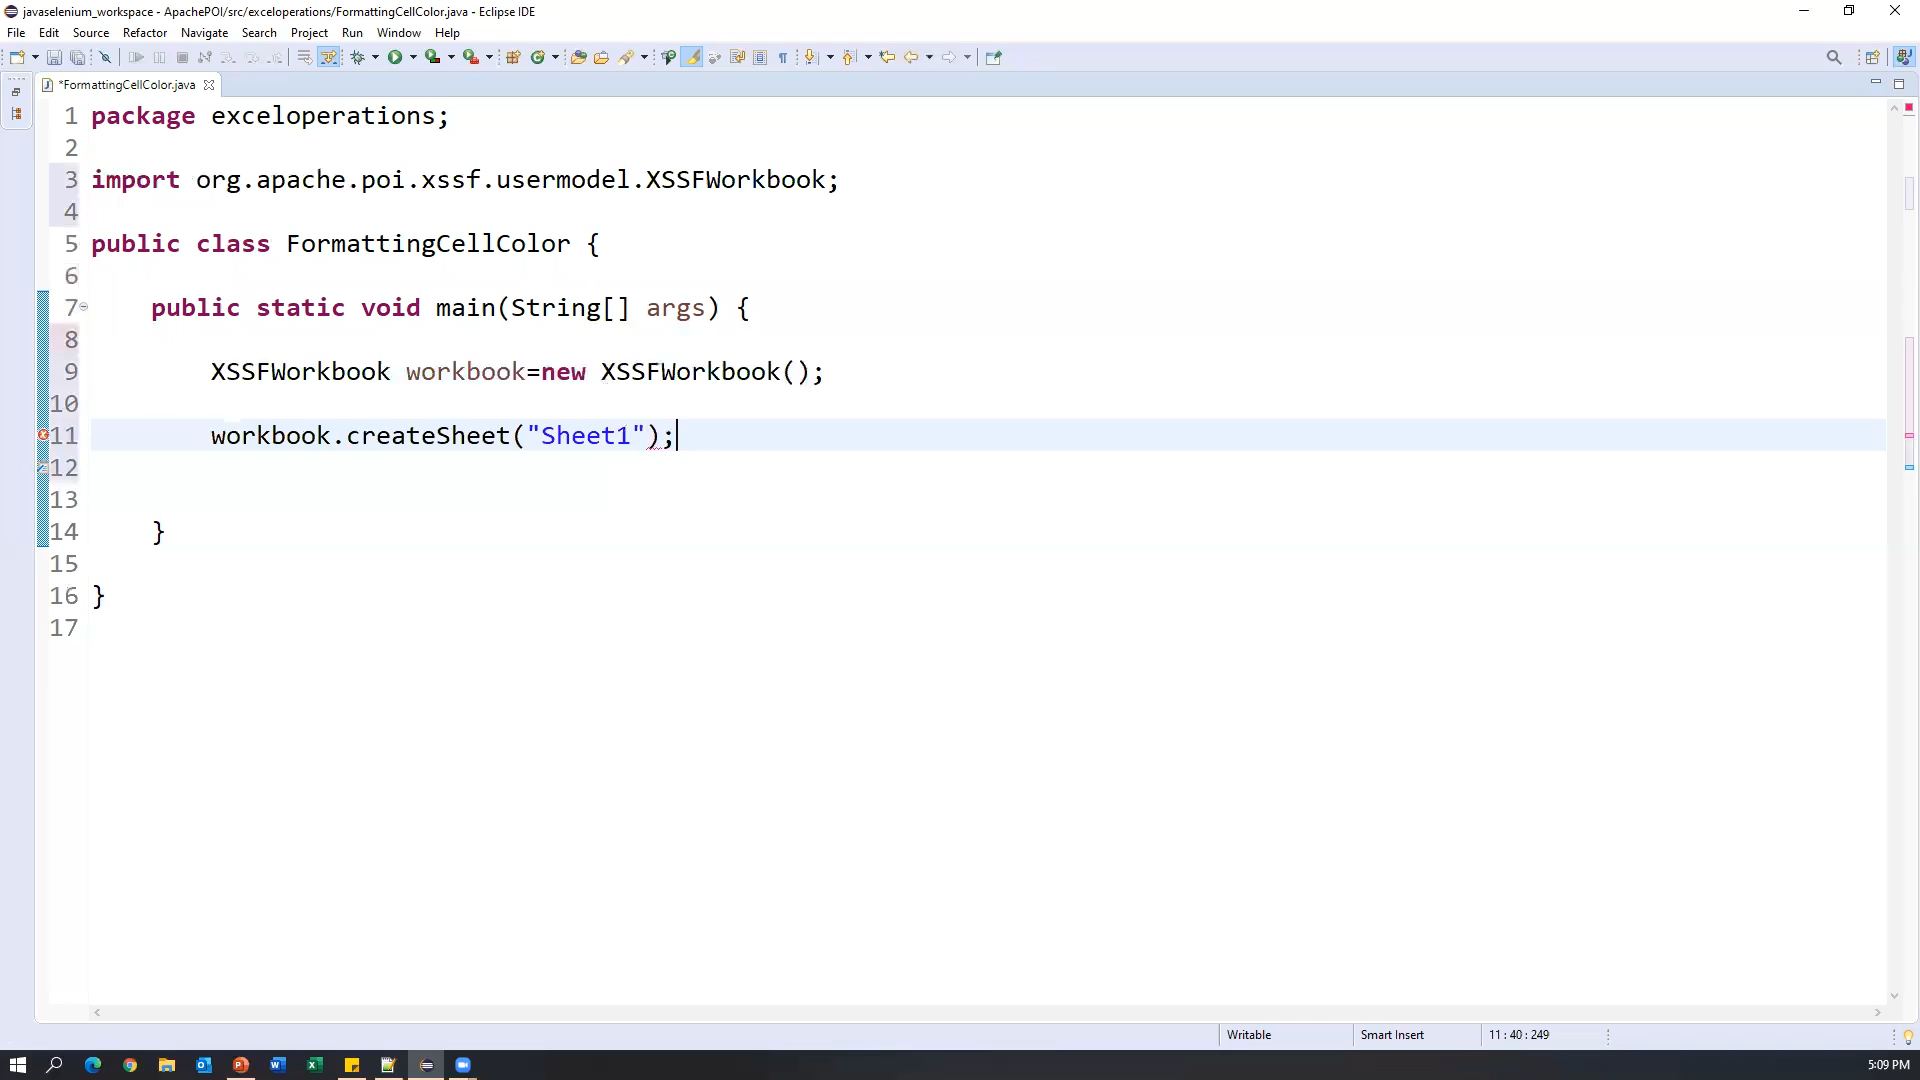 javaselenium_workspace - ApachePOI/src/exceloperations/FormattingCellColor.java - Eclipse IDE
File Edit Source Refactor Navigate Search Project Run Window Help
*FormattingCellColor.java
1 package exceloperations;
2
3 import org.apache.poi.xssf.usermodel.XSSFWorkbook;
4
5 public class FormattingCellColor {
6
7 public static void main(String[] args) {
8
9 XSSFWorkbook workbook=new XSSFWorkbook();
10
11 workbook.createSheet("Sheet1");
12
13
14 }
15
16 }
17
Writable Smart Insert 11 : 40 : 249
5:09 PM